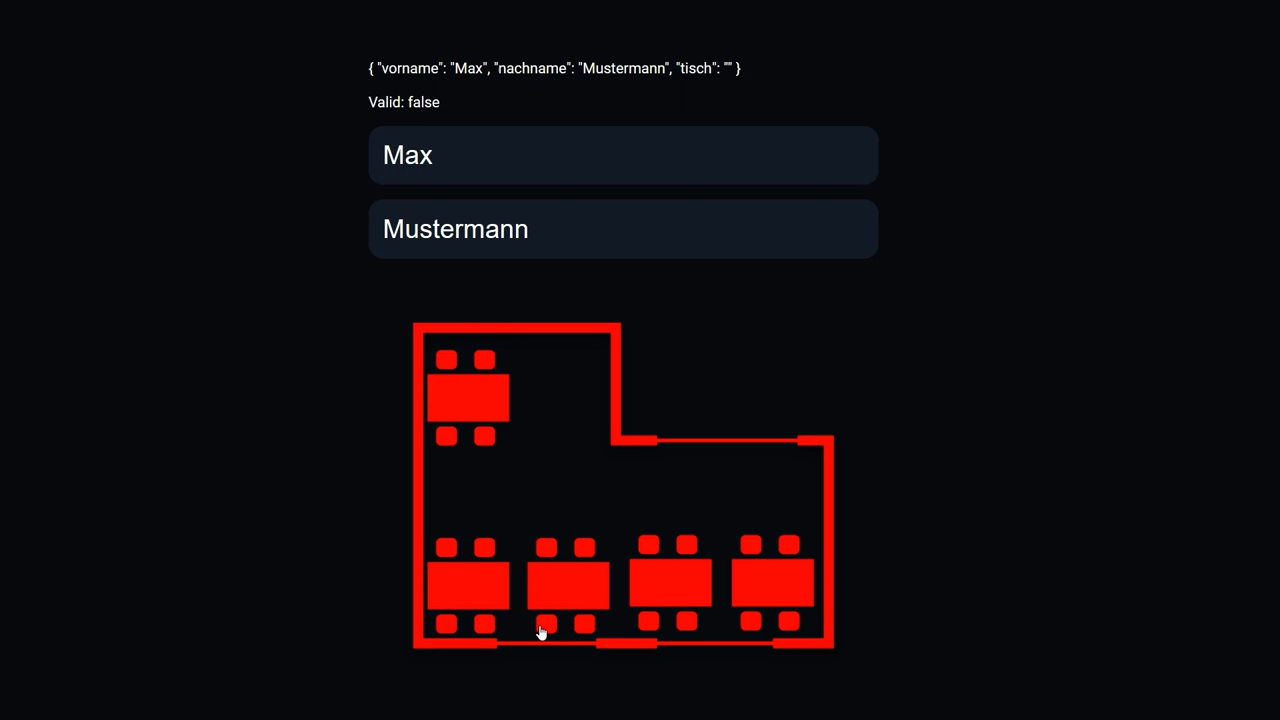 { "vorname": "Max", "nachname": "Mustermann", "tisch": "" }
Valid: false
Max
Mustermann